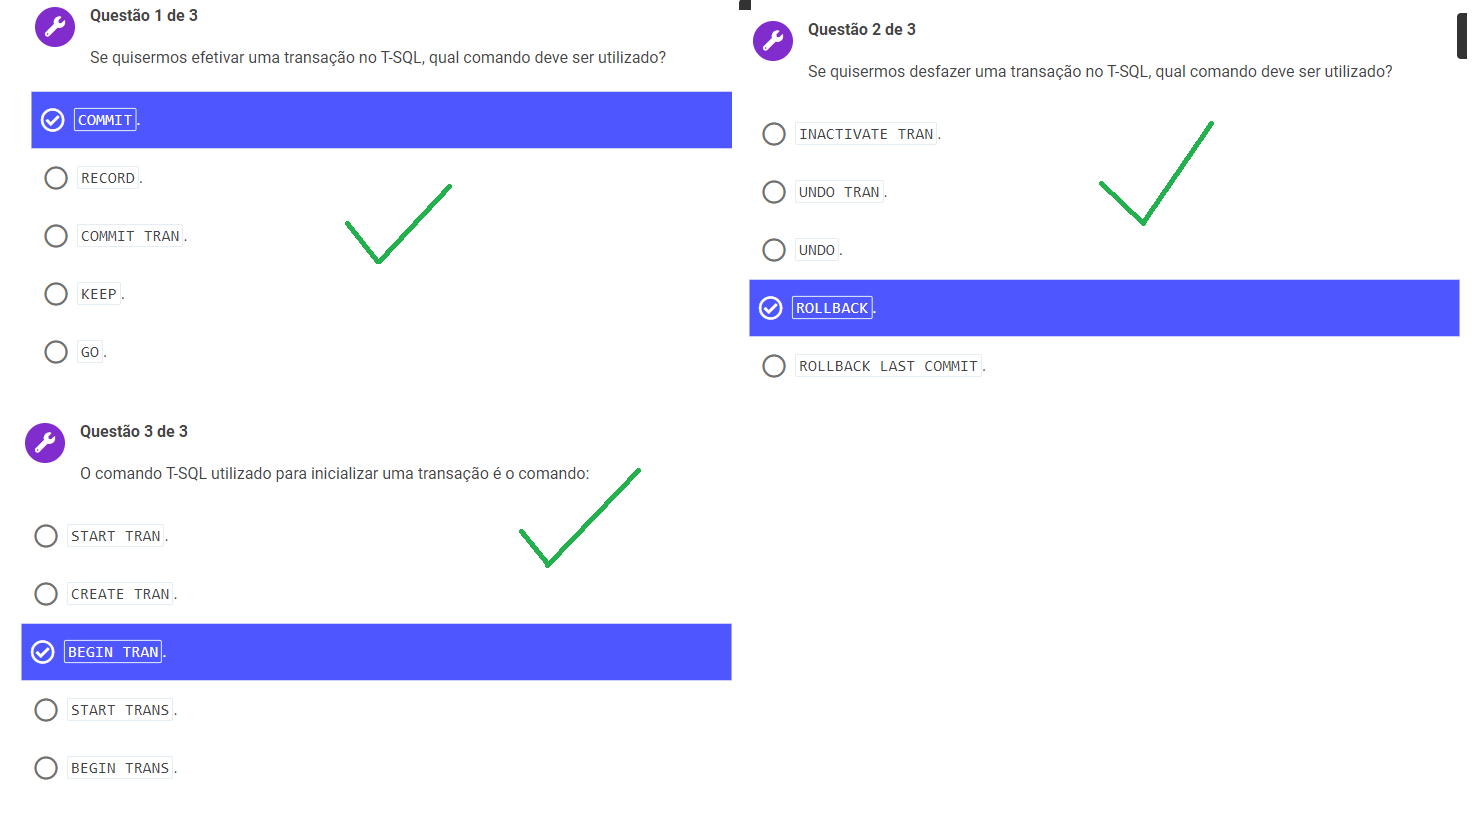 Questão 1 de 3
Se quisermos efetivar uma transação no T-SQL, qual comando deve ser utilizado?
COMMIT.
RECORD.
COMMIT TRAN.
KEEP.
GO.
Questão 2 de 3
Se quisermos desfazer uma transação no T-SQL, qual comando deve ser utilizado?
INACTIVATE TRAN.
UNDO TRAN.
UNDO.
ROLLBACK.
ROLLBACK LAST COMMIT.
Questão 3 de 3
O comando T-SQL utilizado para inicializar uma transação é o comando:
START TRAN.
CREATE TRAN.
BEGIN TRAN.
START TRANS.
BEGIN TRANS.